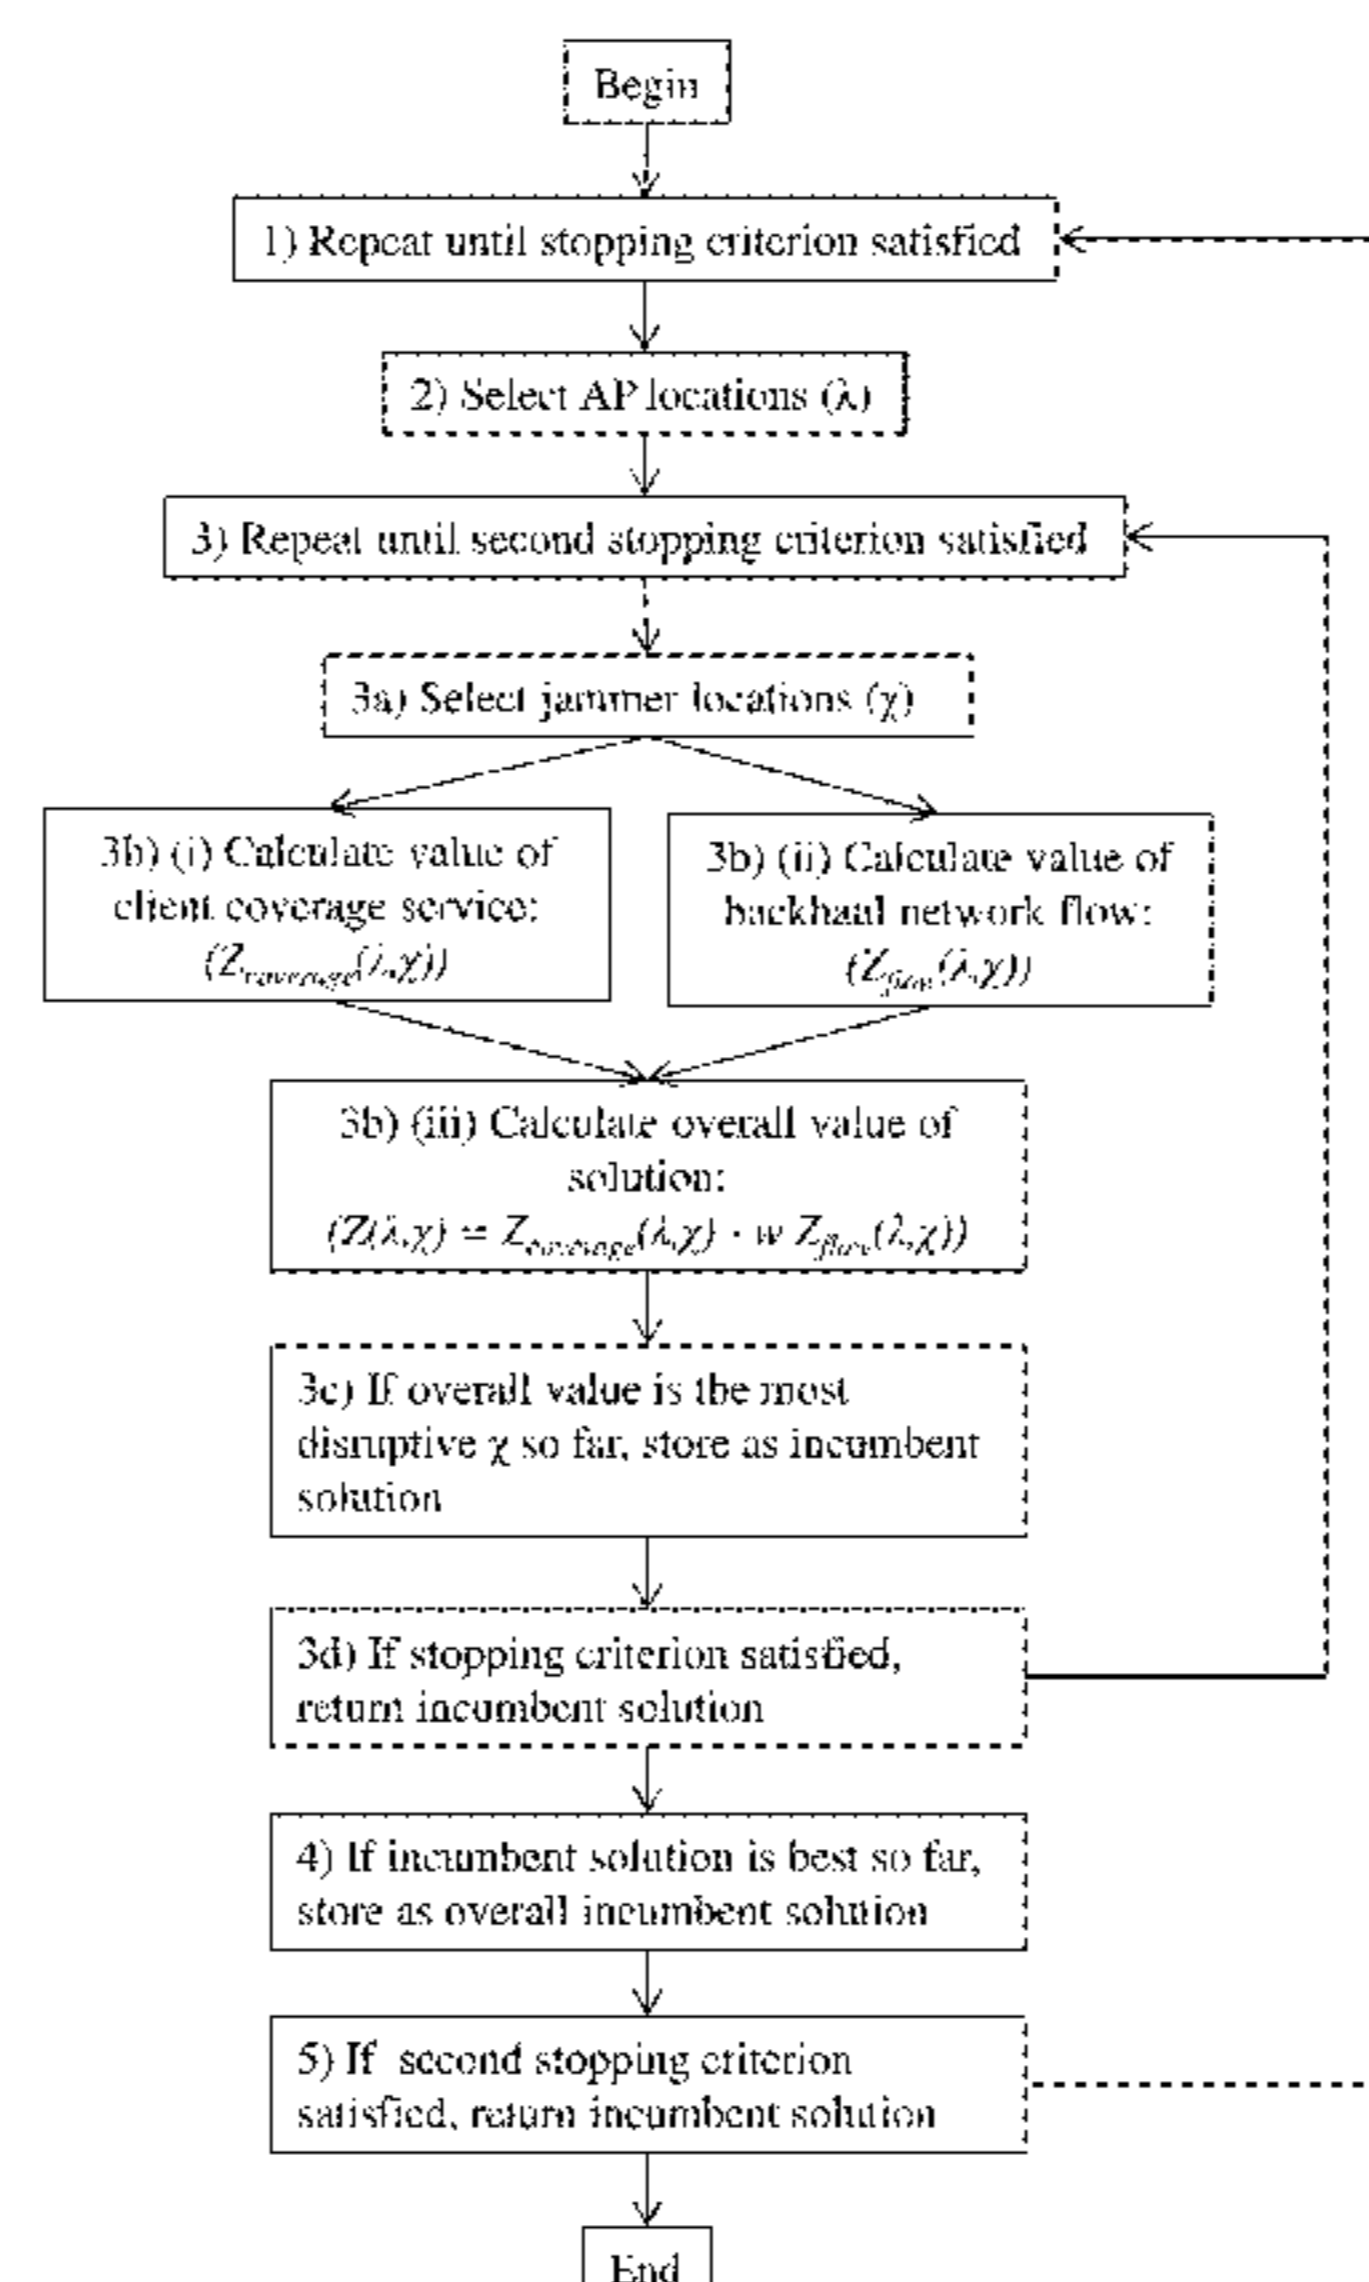 Begin
1) Repeat until stopping criterion satisfied
2) Select AP locations (λ)
3) Repeat until second stopping criterion satisfied
3a) Select jammer locations (χ)
3b) (i) Calculate value of
client coverage service:
(Z_coverage(λ,χ))
3b) (ii) Calculate value of
backhaul network flow:
(Z_flow(λ,χ))
3b) (iii) Calculate overall value of
solution:
(Z(λ,χ) = Z_coverage(λ,χ) + w Z_flow(λ,χ))
3c) If overall value is the most
disruptive χ so far, store as incumbent
solution
3d) If stopping criterion satisfied,
return incumbent solution
4) If incumbent solution is best so far,
store as overall incumbent solution
5) If second stopping criterion
satisfied, return incumbent solution
End